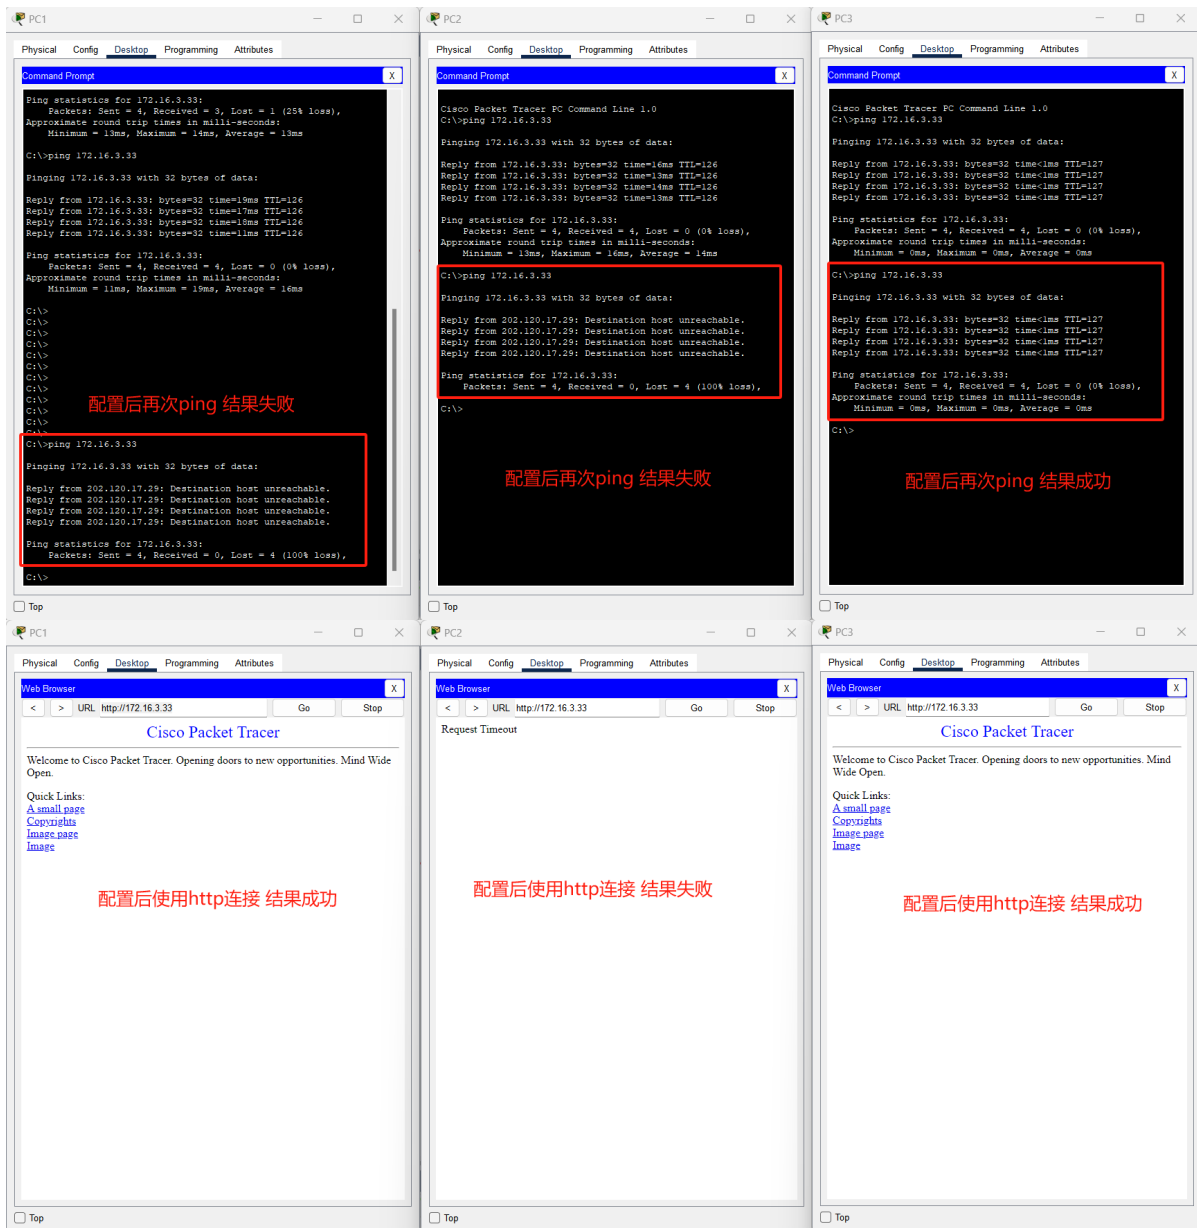 PC1
Physical Config Desktop Programming Attributes
Command Prompt X
Ping statistics for 172.16.3.33:
Packets: Sent = 4, Received = 3, Lost = 1 (25% loss),
Approximate round trip times in milli-seconds:
Minimum = 13ms, Maximum = 14ms, Average = 13ms
C:\>ping 172.16.3.33
Pinging 172.16.3.33 with 32 bytes of data:
Reply from 172.16.3.33: bytes=32 time=19ms TTL=126
Reply from 172.16.3.33: bytes=32 time=17ms TTL=126
Reply from 172.16.3.33: bytes=32 time=18ms TTL=126
Reply from 172.16.3.33: bytes=32 time=11ms TTL=126
Ping statistics for 172.16.3.33:
Packets: Sent = 4, Received = 4, Lost = 0 (0% loss),
Approximate round trip times in milli-seconds:
Minimum = 11ms, Maximum = 19ms, Average = 16ms
C:\>
C:\>
C:\>
C:\>
C:\>
C:\>
C:\>
C:\>
C:\>
C:\>
C:\>
C:\>
配置后再次ping 结果失败
C:\>ping 172.16.3.33
Pinging 172.16.3.33 with 32 bytes of data:
Reply from 202.120.17.29: Destination host unreachable.
Reply from 202.120.17.29: Destination host unreachable.
Reply from 202.120.17.29: Destination host unreachable.
Reply from 202.120.17.29: Destination host unreachable.
Ping statistics for 172.16.3.33:
Packets: Sent = 4, Received = 0, Lost = 4 (100% loss),
C:\>
Top
PC2
Physical Config Desktop Programming Attributes
Command Prompt X
Cisco Packet Tracer PC Command Line 1.0
C:\>ping 172.16.3.33
Pinging 172.16.3.33 with 32 bytes of data:
Reply from 172.16.3.33: bytes=32 time=16ms TTL=126
Reply from 172.16.3.33: bytes=32 time=13ms TTL=126
Reply from 172.16.3.33: bytes=32 time=14ms TTL=126
Reply from 172.16.3.33: bytes=32 time=13ms TTL=126
Ping statistics for 172.16.3.33:
Packets: Sent = 4, Received = 4, Lost = 0 (0% loss),
Approximate round trip times in milli-seconds:
Minimum = 13ms, Maximum = 16ms, Average = 14ms
C:\>ping 172.16.3.33
Pinging 172.16.3.33 with 32 bytes of data:
Reply from 202.120.17.29: Destination host unreachable.
Reply from 202.120.17.29: Destination host unreachable.
Reply from 202.120.17.29: Destination host unreachable.
Reply from 202.120.17.29: Destination host unreachable.
Ping statistics for 172.16.3.33:
Packets: Sent = 4, Received = 0, Lost = 4 (100% loss),
C:\>
配置后再次ping 结果失败
Top
PC3
Physical Config Desktop Programming Attributes
Command Prompt X
Cisco Packet Tracer PC Command Line 1.0
C:\>ping 172.16.3.33
Pinging 172.16.3.33 with 32 bytes of data:
Reply from 172.16.3.33: bytes=32 time<1ms TTL=127
Reply from 172.16.3.33: bytes=32 time<1ms TTL=127
Reply from 172.16.3.33: bytes=32 time<1ms TTL=127
Reply from 172.16.3.33: bytes=32 time<1ms TTL=127
Ping statistics for 172.16.3.33:
Packets: Sent = 4, Received = 4, Lost = 0 (0% loss),
Approximate round trip times in milli-seconds:
Minimum = 0ms, Maximum = 0ms, Average = 0ms
C:\>ping 172.16.3.33
Pinging 172.16.3.33 with 32 bytes of data:
Reply from 172.16.3.33: bytes=32 time<1ms TTL=127
Reply from 172.16.3.33: bytes=32 time<1ms TTL=127
Reply from 172.16.3.33: bytes=32 time<1ms TTL=127
Reply from 172.16.3.33: bytes=32 time<1ms TTL=127
Ping statistics for 172.16.3.33:
Packets: Sent = 4, Received = 4, Lost = 0 (0% loss),
Approximate round trip times in milli-seconds:
Minimum = 0ms, Maximum = 0ms, Average = 0ms
C:\>
配置后再次ping 结果成功
Top
PC1
Physical Config Desktop Programming Attributes
Web Browser X
< > URL http://172.16.3.33 Go Stop
Cisco Packet Tracer
Welcome to Cisco Packet Tracer. Opening doors to new opportunities. Mind Wide
Open.
Quick Links:
A small page
Copyrights
Image page
Image
配置后使用http连接 结果成功
Top
PC2
Physical Config Desktop Programming Attributes
Web Browser X
< > URL http://172.16.3.33 Go Stop
Request Timeout
配置后使用http连接 结果失败
Top
PC3
Physical Config Desktop Programming Attributes
Web Browser X
< > URL http://172.16.3.33 Go Stop
Cisco Packet Tracer
Welcome to Cisco Packet Tracer. Opening doors to new opportunities. Mind
Wide Open.
Quick Links:
A small page
Copyrights
Image page
Image
配置后使用http连接 结果成功
Top